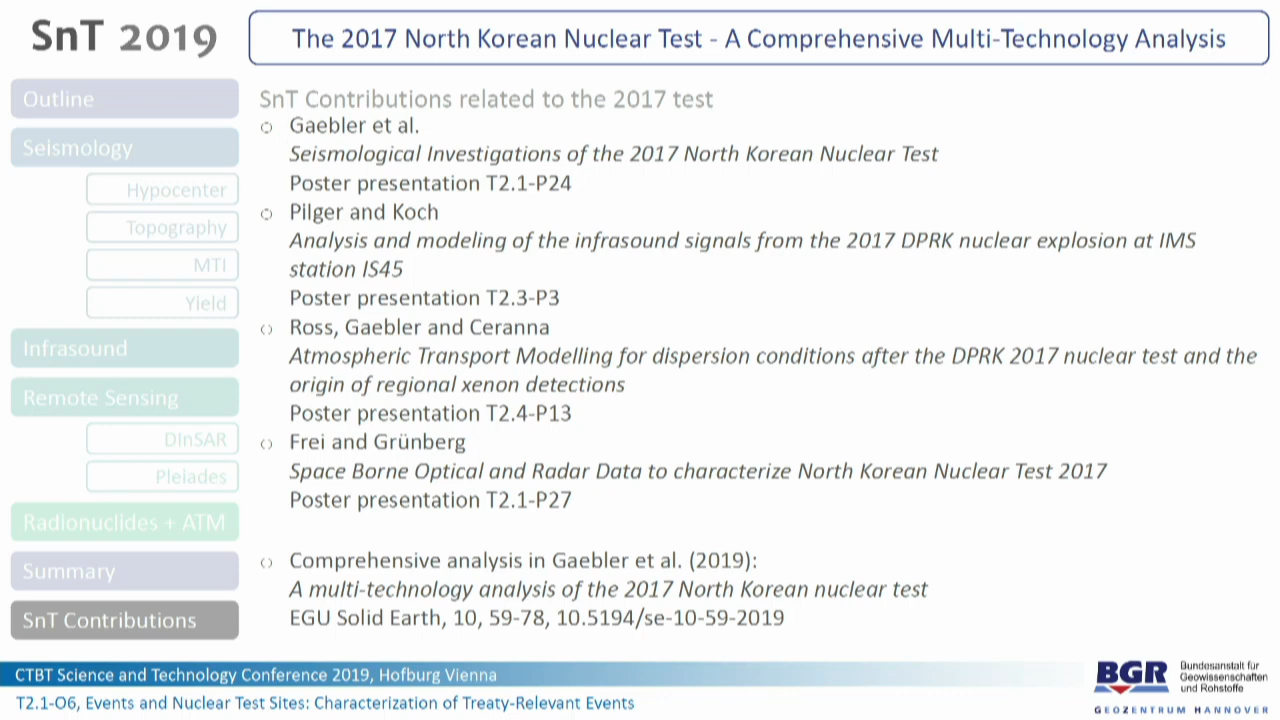 SnT 2019
The 2017 North Korean Nuclear Test - A Comprehensive Multi-Technology Analysis
Outline
Seismology
Hypocenter
Topography
MTI
Yield
Infrasound
Remote Sensing
DInSAR
Pleiades
Radionuclides + ATM
Summary
SnT Contributions
SnT Contributions related to the 2017 test
Gaebler et al.
Seismological Investigations of the 2017 North Korean Nuclear Test
Poster presentation T2.1-P24
Pilger and Koch
Analysis and modeling of the infrasound signals from the 2017 DPRK nuclear explosion at IMS
station IS45
Poster presentation T2.3-P3
Ross, Gaebler and Ceranna
Atmospheric Transport Modelling for dispersion conditions after the DPRK 2017 nuclear test and the
origin of regional xenon detections
Poster presentation T2.4-P13
Frei and Grünberg
Space Borne Optical and Radar Data to characterize North Korean Nuclear Test 2017
Poster presentation T2.1-P27
Comprehensive analysis in Gaebler et al. (2019):
A multi-technology analysis of the 2017 North Korean nuclear test
EGU Solid Earth, 10, 59-78, 10.5194/se-10-59-2019
CTBT Science and Technology Conference 2019, Hofburg Vienna
T2.1-O6, Events and Nuclear Test Sites: Characterization of Treaty-Relevant Events
BGR
Bundesanstalt für
Geowissenschaften
und Rohstoffe
GEOZENTRUM HANNOVER